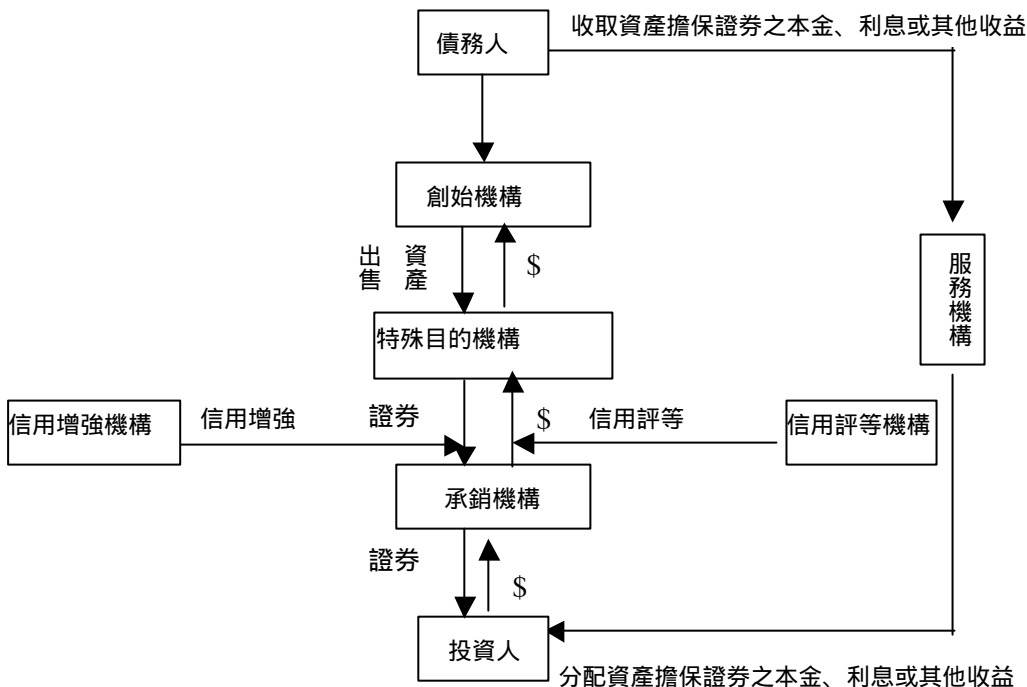 收取資產擔保證券之本金、利息或其他收益
債務人
創始機構
出售
資產
$
服務機構
特殊目的機構
信用增強機構
信用增強
證券
$
信用評等
信用評等機構
承銷機構
證券
$
投資人
分配資產擔保證券之本金、利息或其他收益